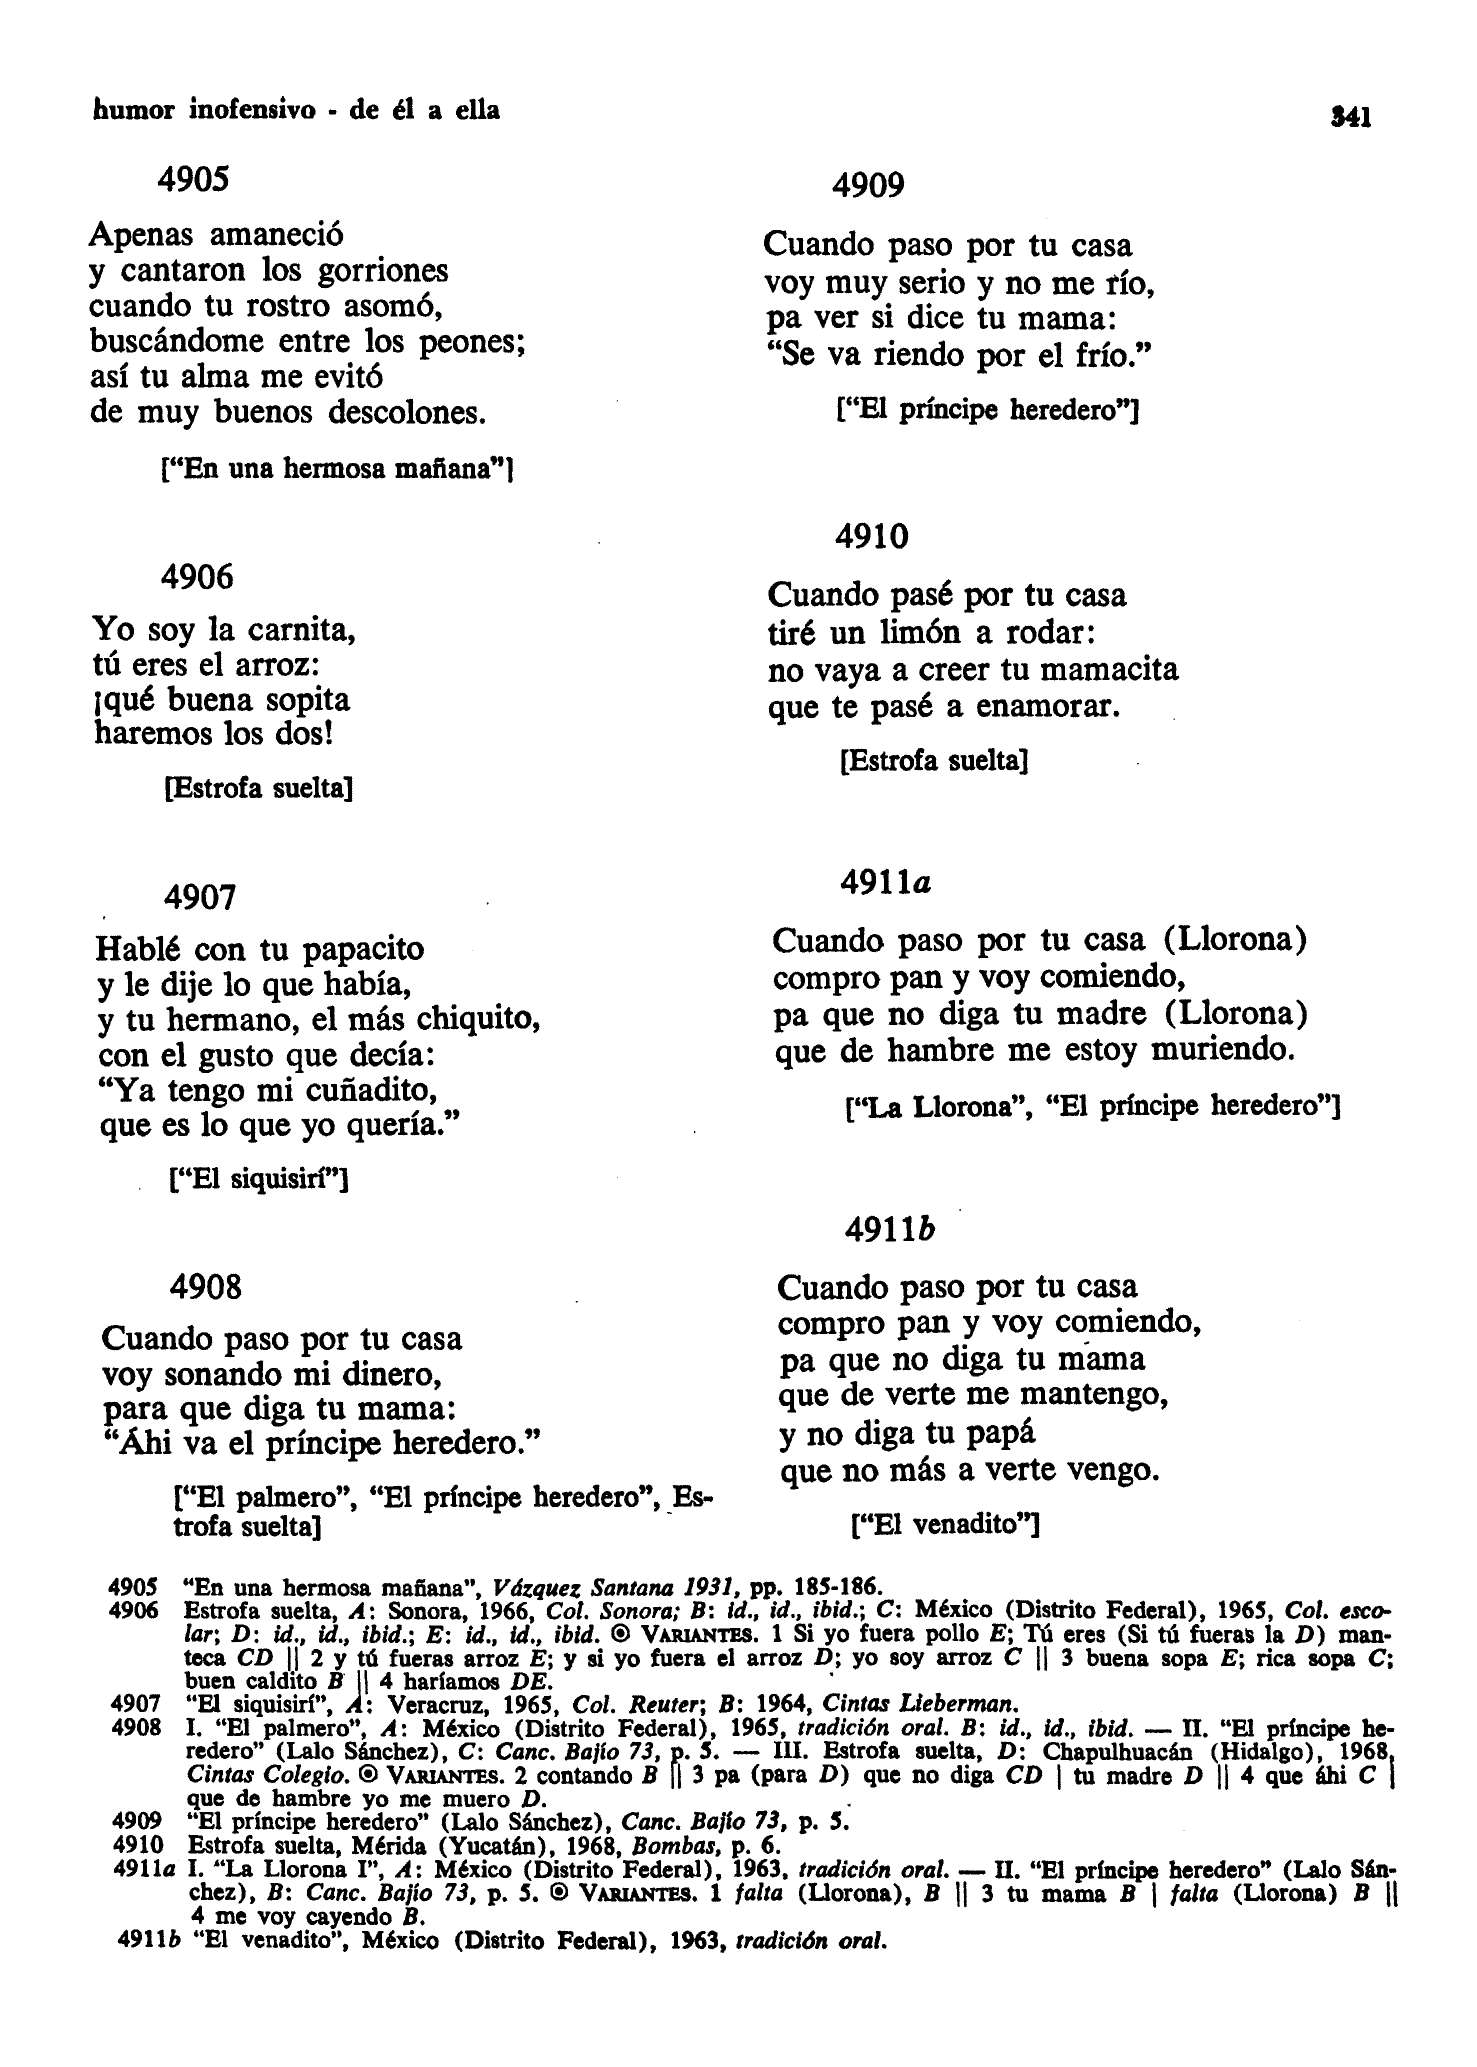 humor inofensivo - de él a ella
341
4905
Apenas amaneció
y cantaron los gorriones
cuando tu rostro asomó,
buscándome entre los peones;
así tu alma me evitó
de muy buenos descolones.
["En una hermosa mañana"]
4906
Yo soy la carnita,
tú eres el arroz:
¡qué buena sopita
haremos los dos!
[Estrofa suelta]
4907
Hablé con tu papacito
y le dije lo que había,
y tu hermano, el más chiquito,
con el gusto que decía:
"Ya tengo mi cuñadito,
que es lo que yo quería."
["El siquisirí"]
4908
Cuando paso por tu casa
voy sonando mi dinero,
para que diga tu mama:
"Áhi va el príncipe heredero."
["El palmero", "El príncipe heredero", Es-
trofa suelta]
4909
Cuando paso por tu casa
voy muy serio y no me río,
pa ver si dice tu mama:
"Se va riendo por el frío."
["El príncipe heredero"]
4910
Cuando pasé por tu casa
tiré un limón a rodar:
no vaya a creer tu mamacita
que te pasé a enamorar.
[Estrofa suelta]
4911a
Cuando paso por tu casa (Llorona)
compro pan y voy comiendo,
pa que no diga tu madre (Llorona)
que de hambre me estoy muriendo.
["La Llorona", "El príncipe heredero"]
4911b
Cuando paso por tu casa
compro pan y voy comiendo,
pa que no diga tu mama
que de verte me mantengo,
y no diga tu papá
que no más a verte vengo.
["El venadito"]
4905 "En una hermosa mañana", Vázquez Santana 1931, pp. 185-186.
4906 Estrofa suelta, A: Sonora, 1966, Col. Sonora; B: id., id., ibid.; C: México (Distrito Federal), 1965, Col. esco-
lar; D: id., id., ibid.; E: id., id., ibid. ⊙ VARIANTES. 1 Si yo fuera pollo E; Tú eres (Si tú fueras la D) man-
teca CD || 2 y tú fueras arroz E; y si yo fuera el arroz D; yo soy arroz C || 3 buena sopa E; rica sopa C;
buen caldito B || 4 haríamos DE.
4907 "El siquisirí", A: Veracruz, 1965, Col. Reuter; B: 1964, Cintas Lieberman.
4908 I. "El palmero", A: México (Distrito Federal), 1965, tradición oral. B: id., id., ibid. — II. "El príncipe he-
redero" (Lalo Sánchez), C: Canc. Bajío 73, p. 5. — III. Estrofa suelta, D: Chapulhuacán (Hidalgo), 1968,
Cintas Colegio. ⊙ VARIANTES. 2 contando B || 3 pa (para D) que no diga CD | tu madre D || 4 que áhi C |
que de hambre yo me muero D.
4909 "El príncipe heredero" (Lalo Sánchez), Canc. Bajío 73, p. 5.
4910 Estrofa suelta, Mérida (Yucatán), 1968, Bombas, p. 6.
4911a I. "La Llorona I", A: México (Distrito Federal), 1963, tradición oral. — II. "El príncipe heredero" (Lalo Sán-
chez), B: Canc. Bajío 73, p. 5. ⊙ VARIANTES. 1 falta (Llorona), B || 3 tu mama B | falta (Llorona) B ||
4 me voy cayendo B.
4911b "El venadito", México (Distrito Federal), 1963, tradición oral.